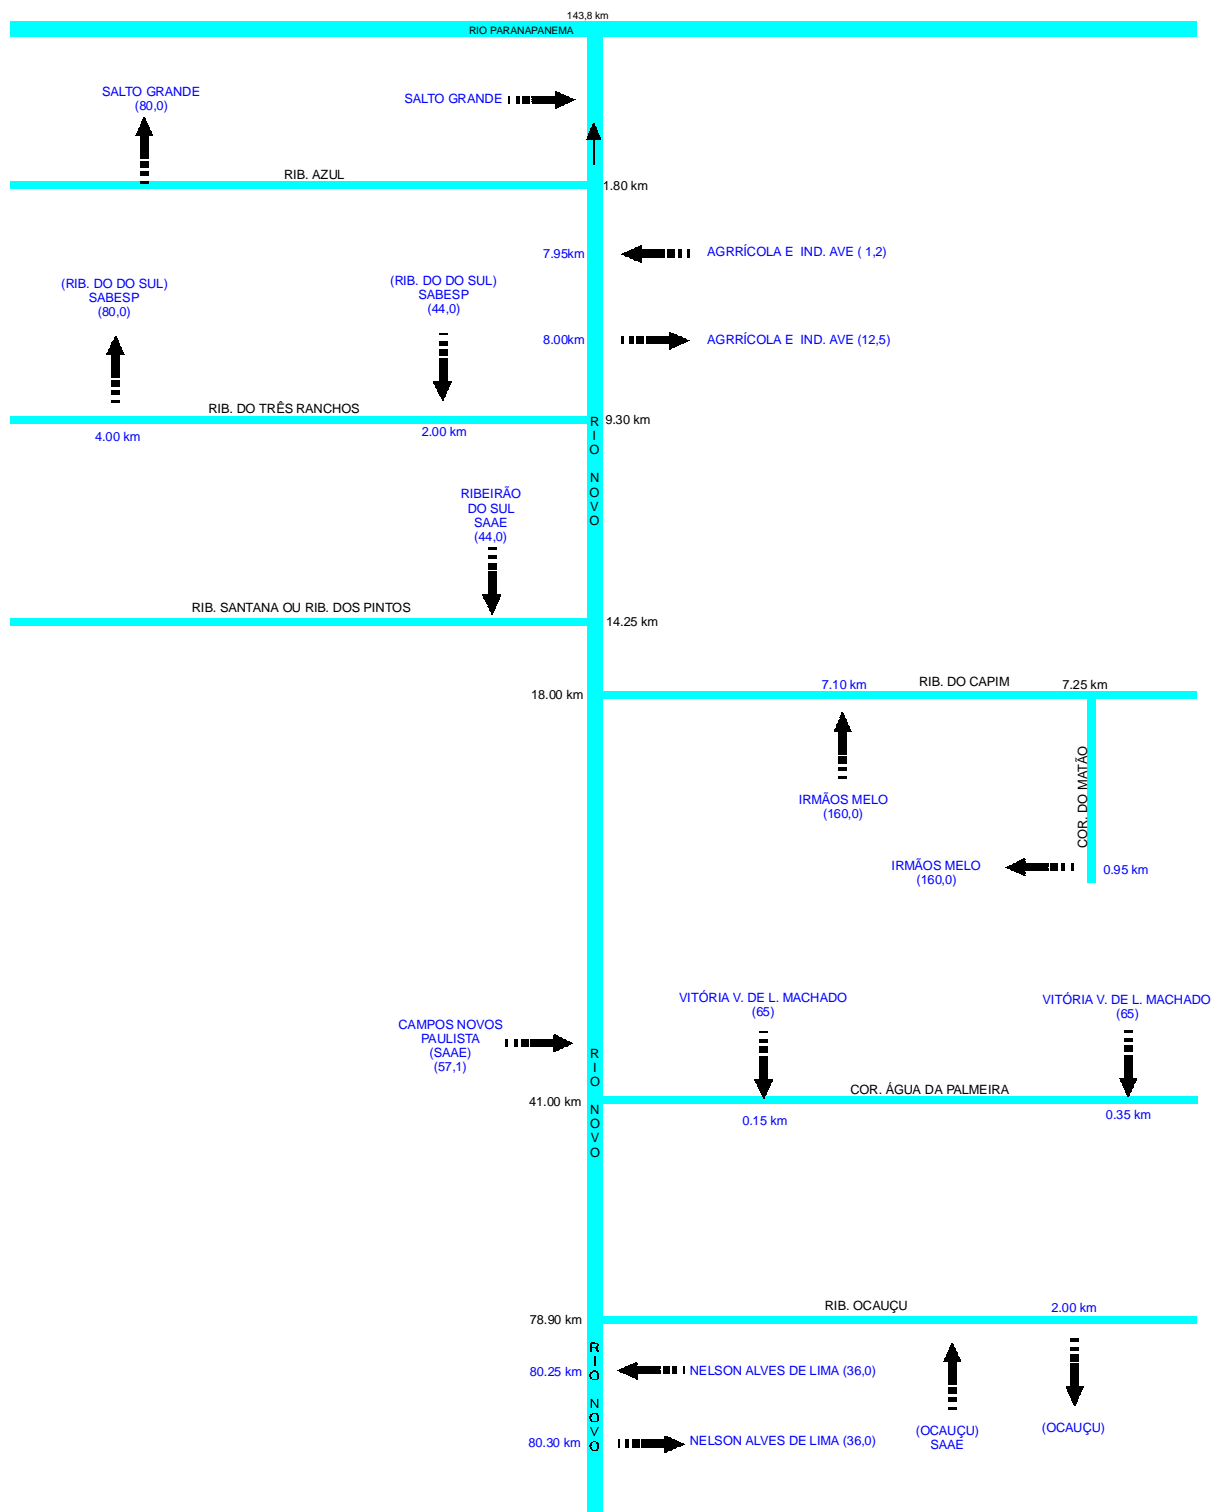 143,8 km
RIO PARANAPANEMA
SALTO GRANDE
(80,0)
SALTO GRANDE
RIB. AZUL
1.80 km
7.95km
AGRRÍCOLA E IND. AVE ( 1,2)
(RIB. DO DO SUL)
SABESP
(80,0)
(RIB. DO DO SUL)
SABESP
(44,0)
8.00km
AGRRÍCOLA E IND. AVE (12,5)
RIB. DO TRÊS RANCHOS
9.30 km
4.00 km
2.00 km
RIO NOVO
RIBEIRÃO
DO SUL
SAAE
(44,0)
RIB. SANTANA OU RIB. DOS PINTOS
14.25 km
18.00 km
7.10 km
RIB. DO CAPIM
7.25 km
COR. DO MATÃO
IRMÃOS MELO
(160,0)
IRMÃOS MELO
(160,0)
0.95 km
VITÓRIA V. DE L. MACHADO
(65)
VITÓRIA V. DE L. MACHADO
(65)
CAMPOS NOVOS
PAULISTA
(SAAE)
(57,1)
RIO NOVO
41.00 km
COR. ÁGUA DA PALMEIRA
0.15 km
0.35 km
RIB. OCAUÇU
2.00 km
78.90 km
RIO NOVO
80.25 km
NELSON ALVES DE LIMA (36,0)
80.30 km
NELSON ALVES DE LIMA (36,0)
(OCAUÇU)
SAAE
(OCAUÇU)